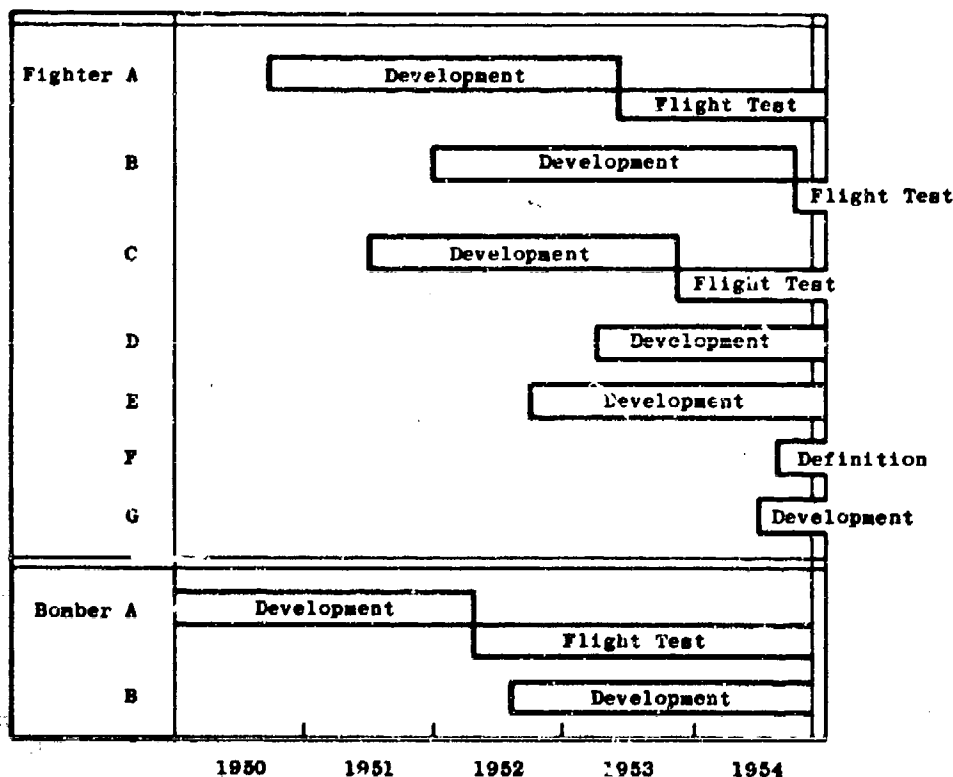 Fighter A
Development
Flight Test
B
Development
Flight Test
C
Development
Flight Test
D
Development
E
Development
F
Definition
G
Development
Bomber A
Development
Flight Test
B
Development
1950 1951 1952 1953 1954